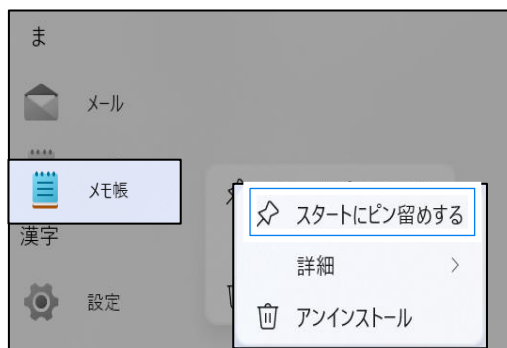 ま
メール
メモ帳
スタートにピン留めする
漢字
詳細
設定
アンインストール